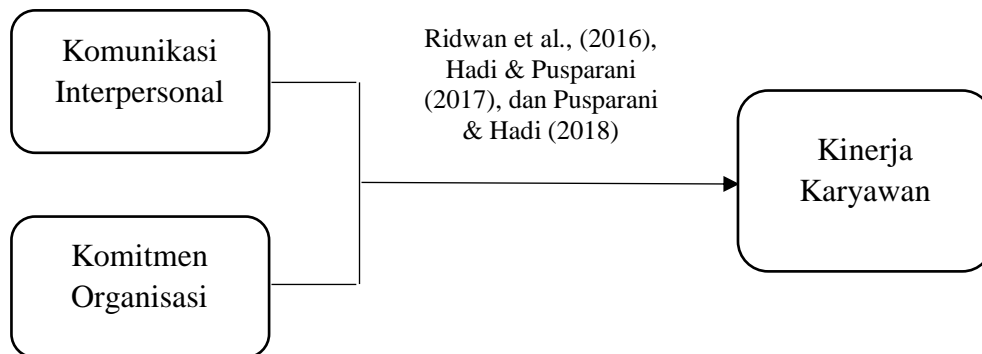 Komunikasi
Interpersonal
Ridwan et al., (2016),
Hadi & Pusparani
(2017), dan Pusparani
& Hadi (2018)
Kinerja
Karyawan
Komitmen
Organisasi